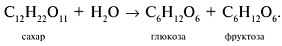 C₁₂H₂₂O₁₁ + H₂O → C₆H₁₂O₆ + C₆H₁₂O₆.
сахар глюкоза фруктоза